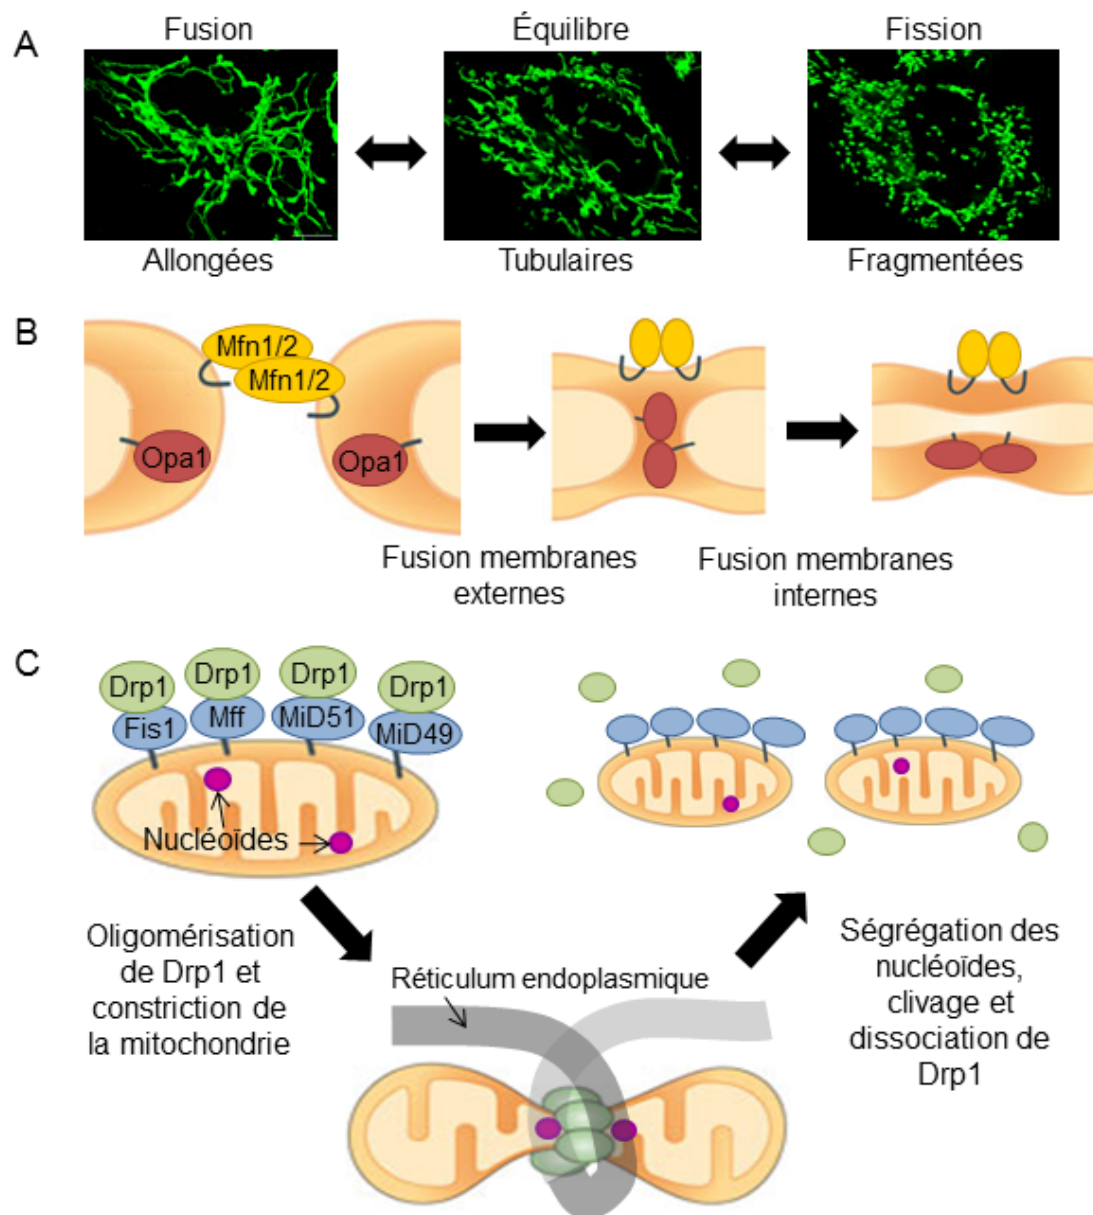 A
Fusion
Équilibre
Fission
Allongées
Tubulaires
Fragmentées
B
Mfn1/2
Mfn1/2
Opa1
Opa1
Fusion membranes
externes
Fusion membranes
internes
C
Drp1
Drp1
Drp1
Drp1
Fis1
Mff
MiD51
MiD49
Nucléoïdes
Oligomérisation
de Drp1 et
constriction de
la mitochondrie
Réticulum endoplasmique
Ségrégation des
nucléoïdes,
clivage et
dissociation de
Drp1